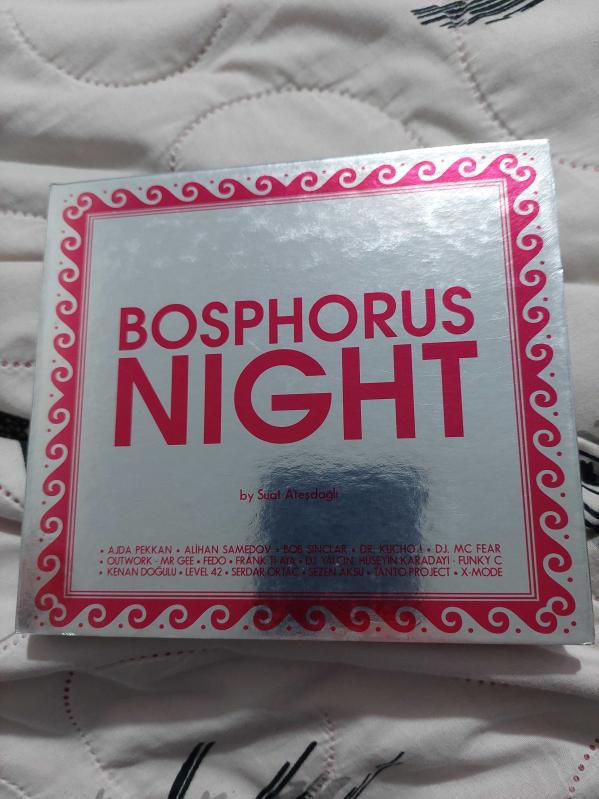 BOSPHORUS
NIGHT
by Suat Ateşdağlı
• AJDA PEKKAN • ALİHAN SAMEDOV • BOB SINCLAR • DR. KUCHO! • D.J. MC FEAR
OUTWORK - MR GEE • FEDO • FRANK TI-AYA • DJ YALÇIN, HÜSEYİN KARADAYI - FUNKY C
• KENAN DOĞULU • LEVEL 42 • SERDAR ORTAÇ • SEZEN AKSU • TANTO PROJECT • X-MODE